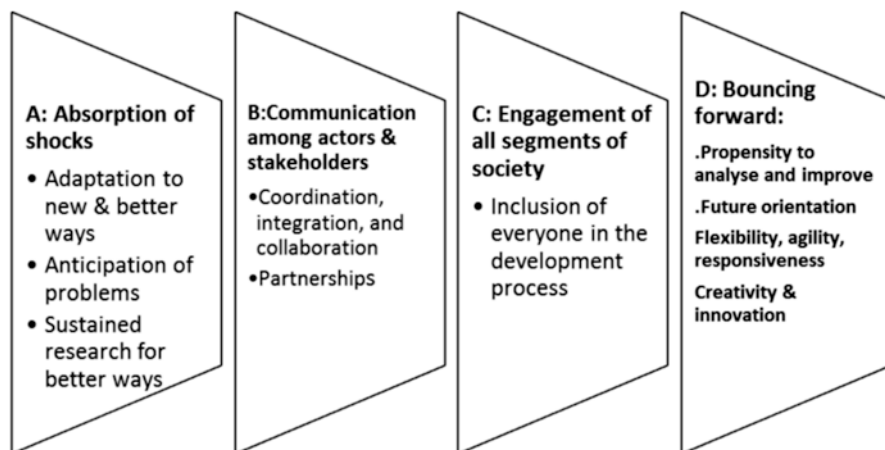 A: Absorption of
shocks
• Adaptation to
new & better
ways
• Anticipation of
problems
• Sustained
research for
better ways
B:Communication
among actors &
stakeholders
•Coordination,
integration, and
collaboration
•Partnerships
C: Engagement of
all segments of
society
• Inclusion of
everyone in the
development
process
D: Bouncing
forward:
.Propensity to
analyse and improve
.Future orientation
Flexibility, agility,
responsiveness
Creativity &
innovation